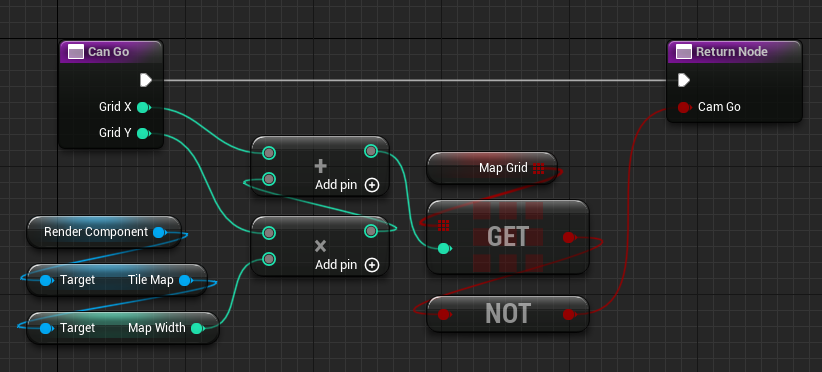 Can Go
Return Node
Grid X
Cam Go
Grid Y
+
Map Grid
Add pin
Render Component
GET
×
Add pin
Target Tile Map
NOT
Target Map Width